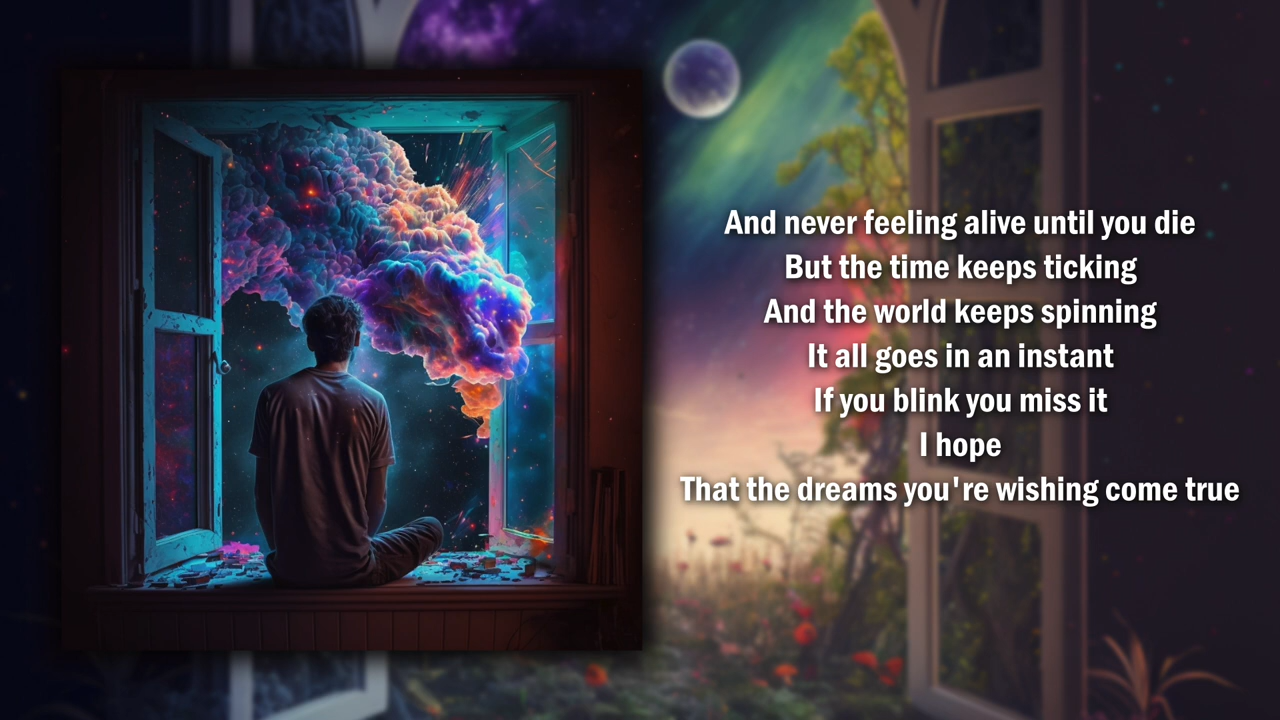 And never feeling alive until you die
But the time keeps ticking
And the world keeps spinning
It all goes in an instant
If you blink you miss it
I hope
That the dreams you're wishing come true